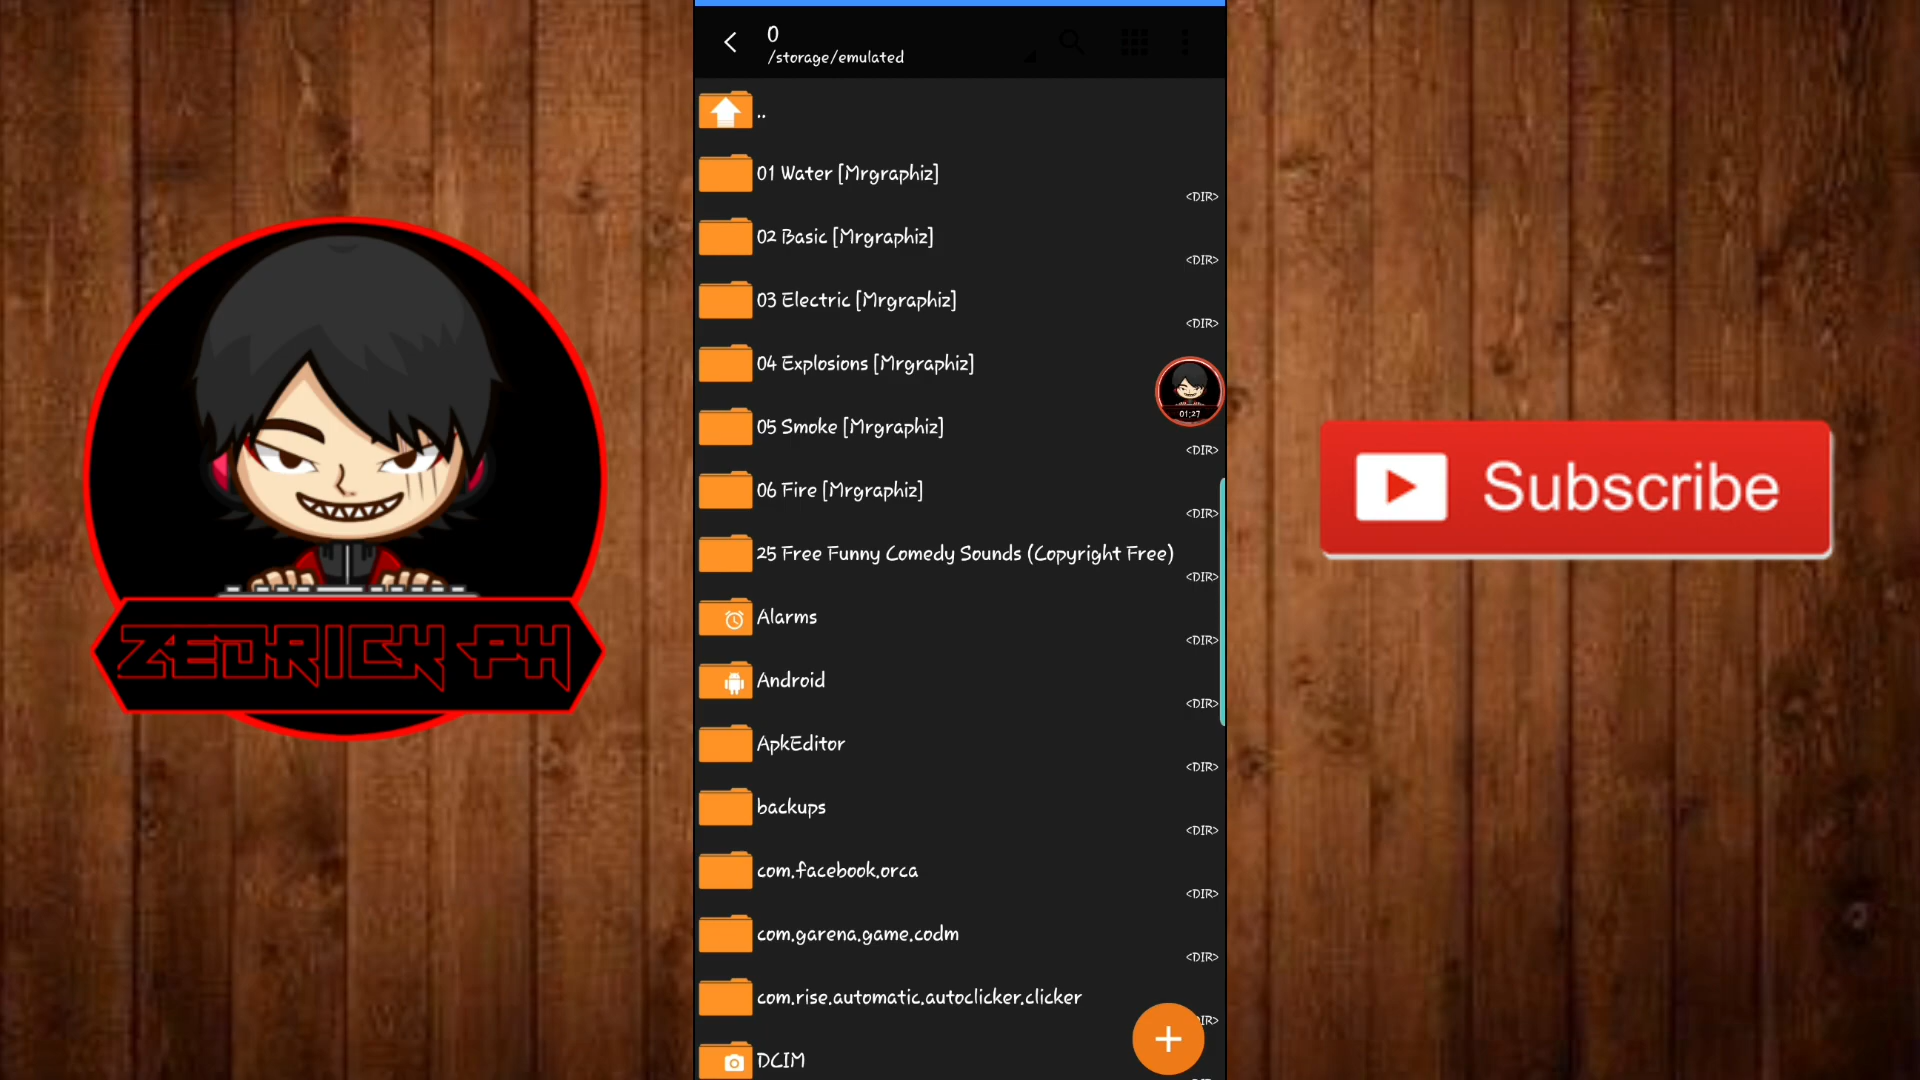 0
/storage/emulated
..
01 Water [Mrgraphiz]
<DIR>
02 Basic [Mrgraphiz]
<DIR>
03 Electric [Mrgraphiz]
<DIR>
04 Explosions [Mrgraphiz]
01:27
05 Smoke [Mrgraphiz]
<DIR>
06 Fire [Mrgraphiz]
<DIR>
25 Free Funny Comedy Sounds (Copyright Free)
<DIR>
Alarms
<DIR>
Android
<DIR>
ApkEditor
<DIR>
backups
<DIR>
com.facebook.orca
<DIR>
com.garena.game.codm
<DIR>
com.rise.automatic.autoclicker.clicker
IR>
DCIM
ZEDRICK PH
Subscribe